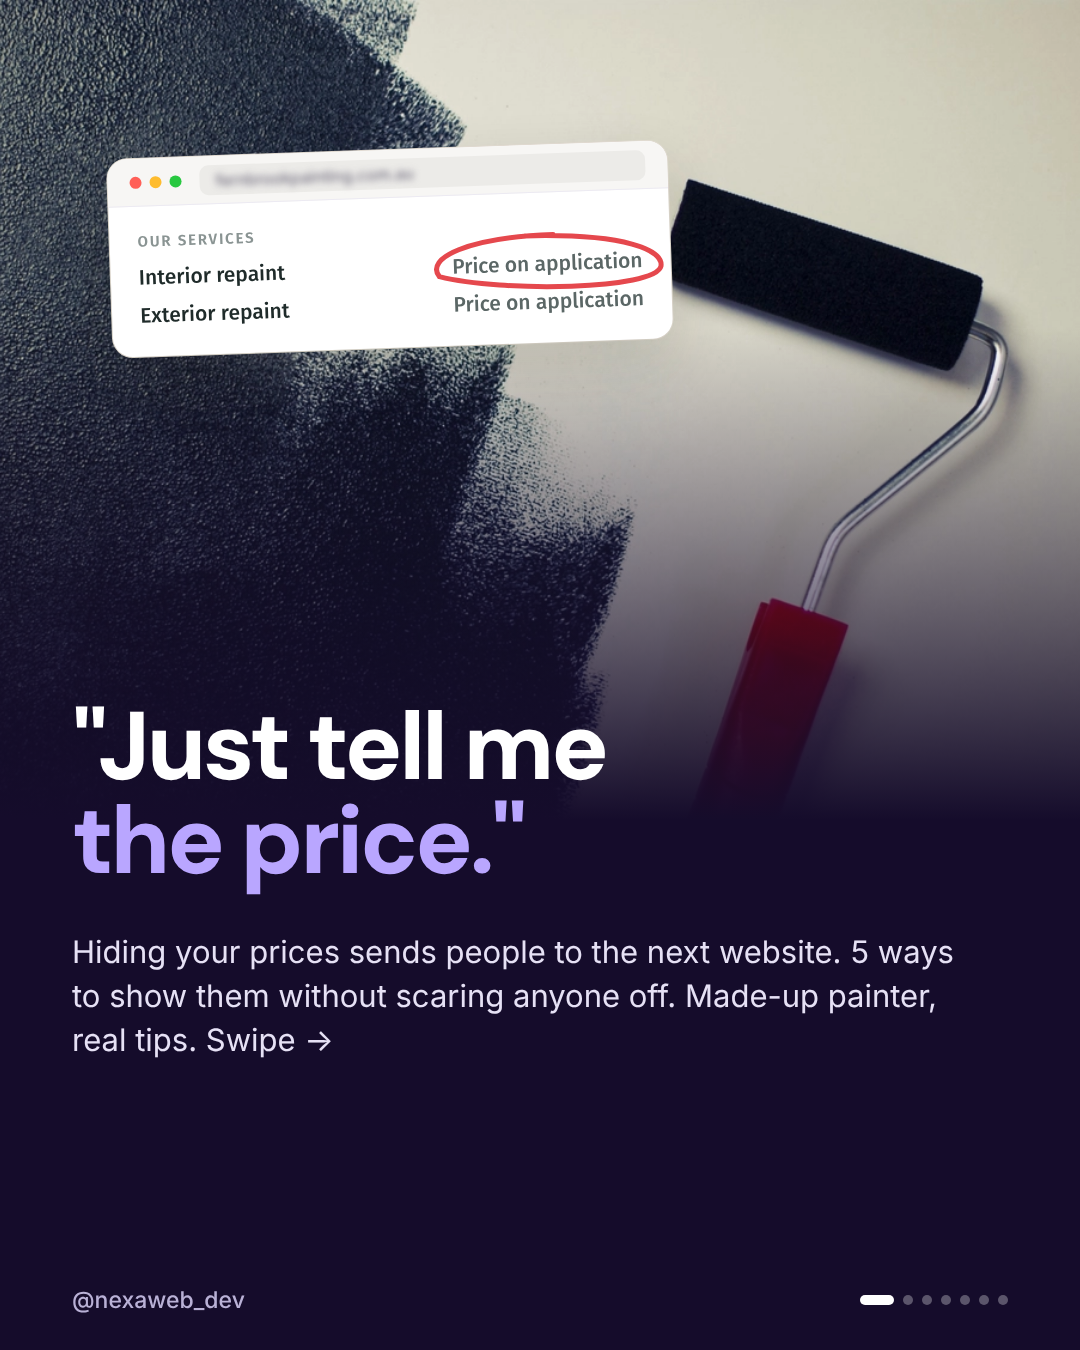 OUR SERVICES
Interior repaint
Price on application
Exterior repaint
Price on application
"Just tell me
the price."
Hiding your prices sends people to the next website. 5 ways
to show them without scaring anyone off. Made-up painter,
real tips. Swipe →
@nexaweb_dev